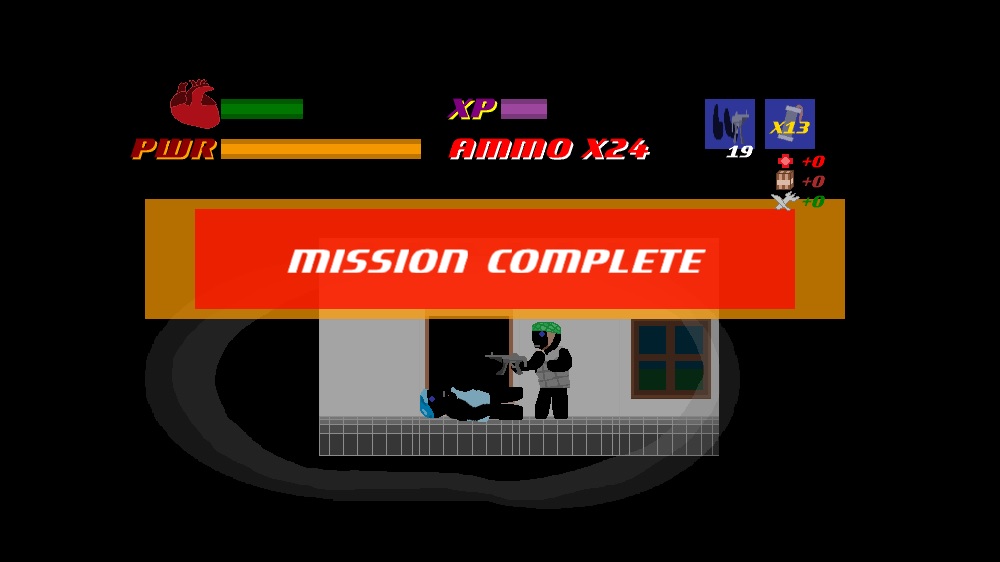 XP
X13
PWR
AMMO X24
19
+0
+0
+0
MISSION COMPLETE